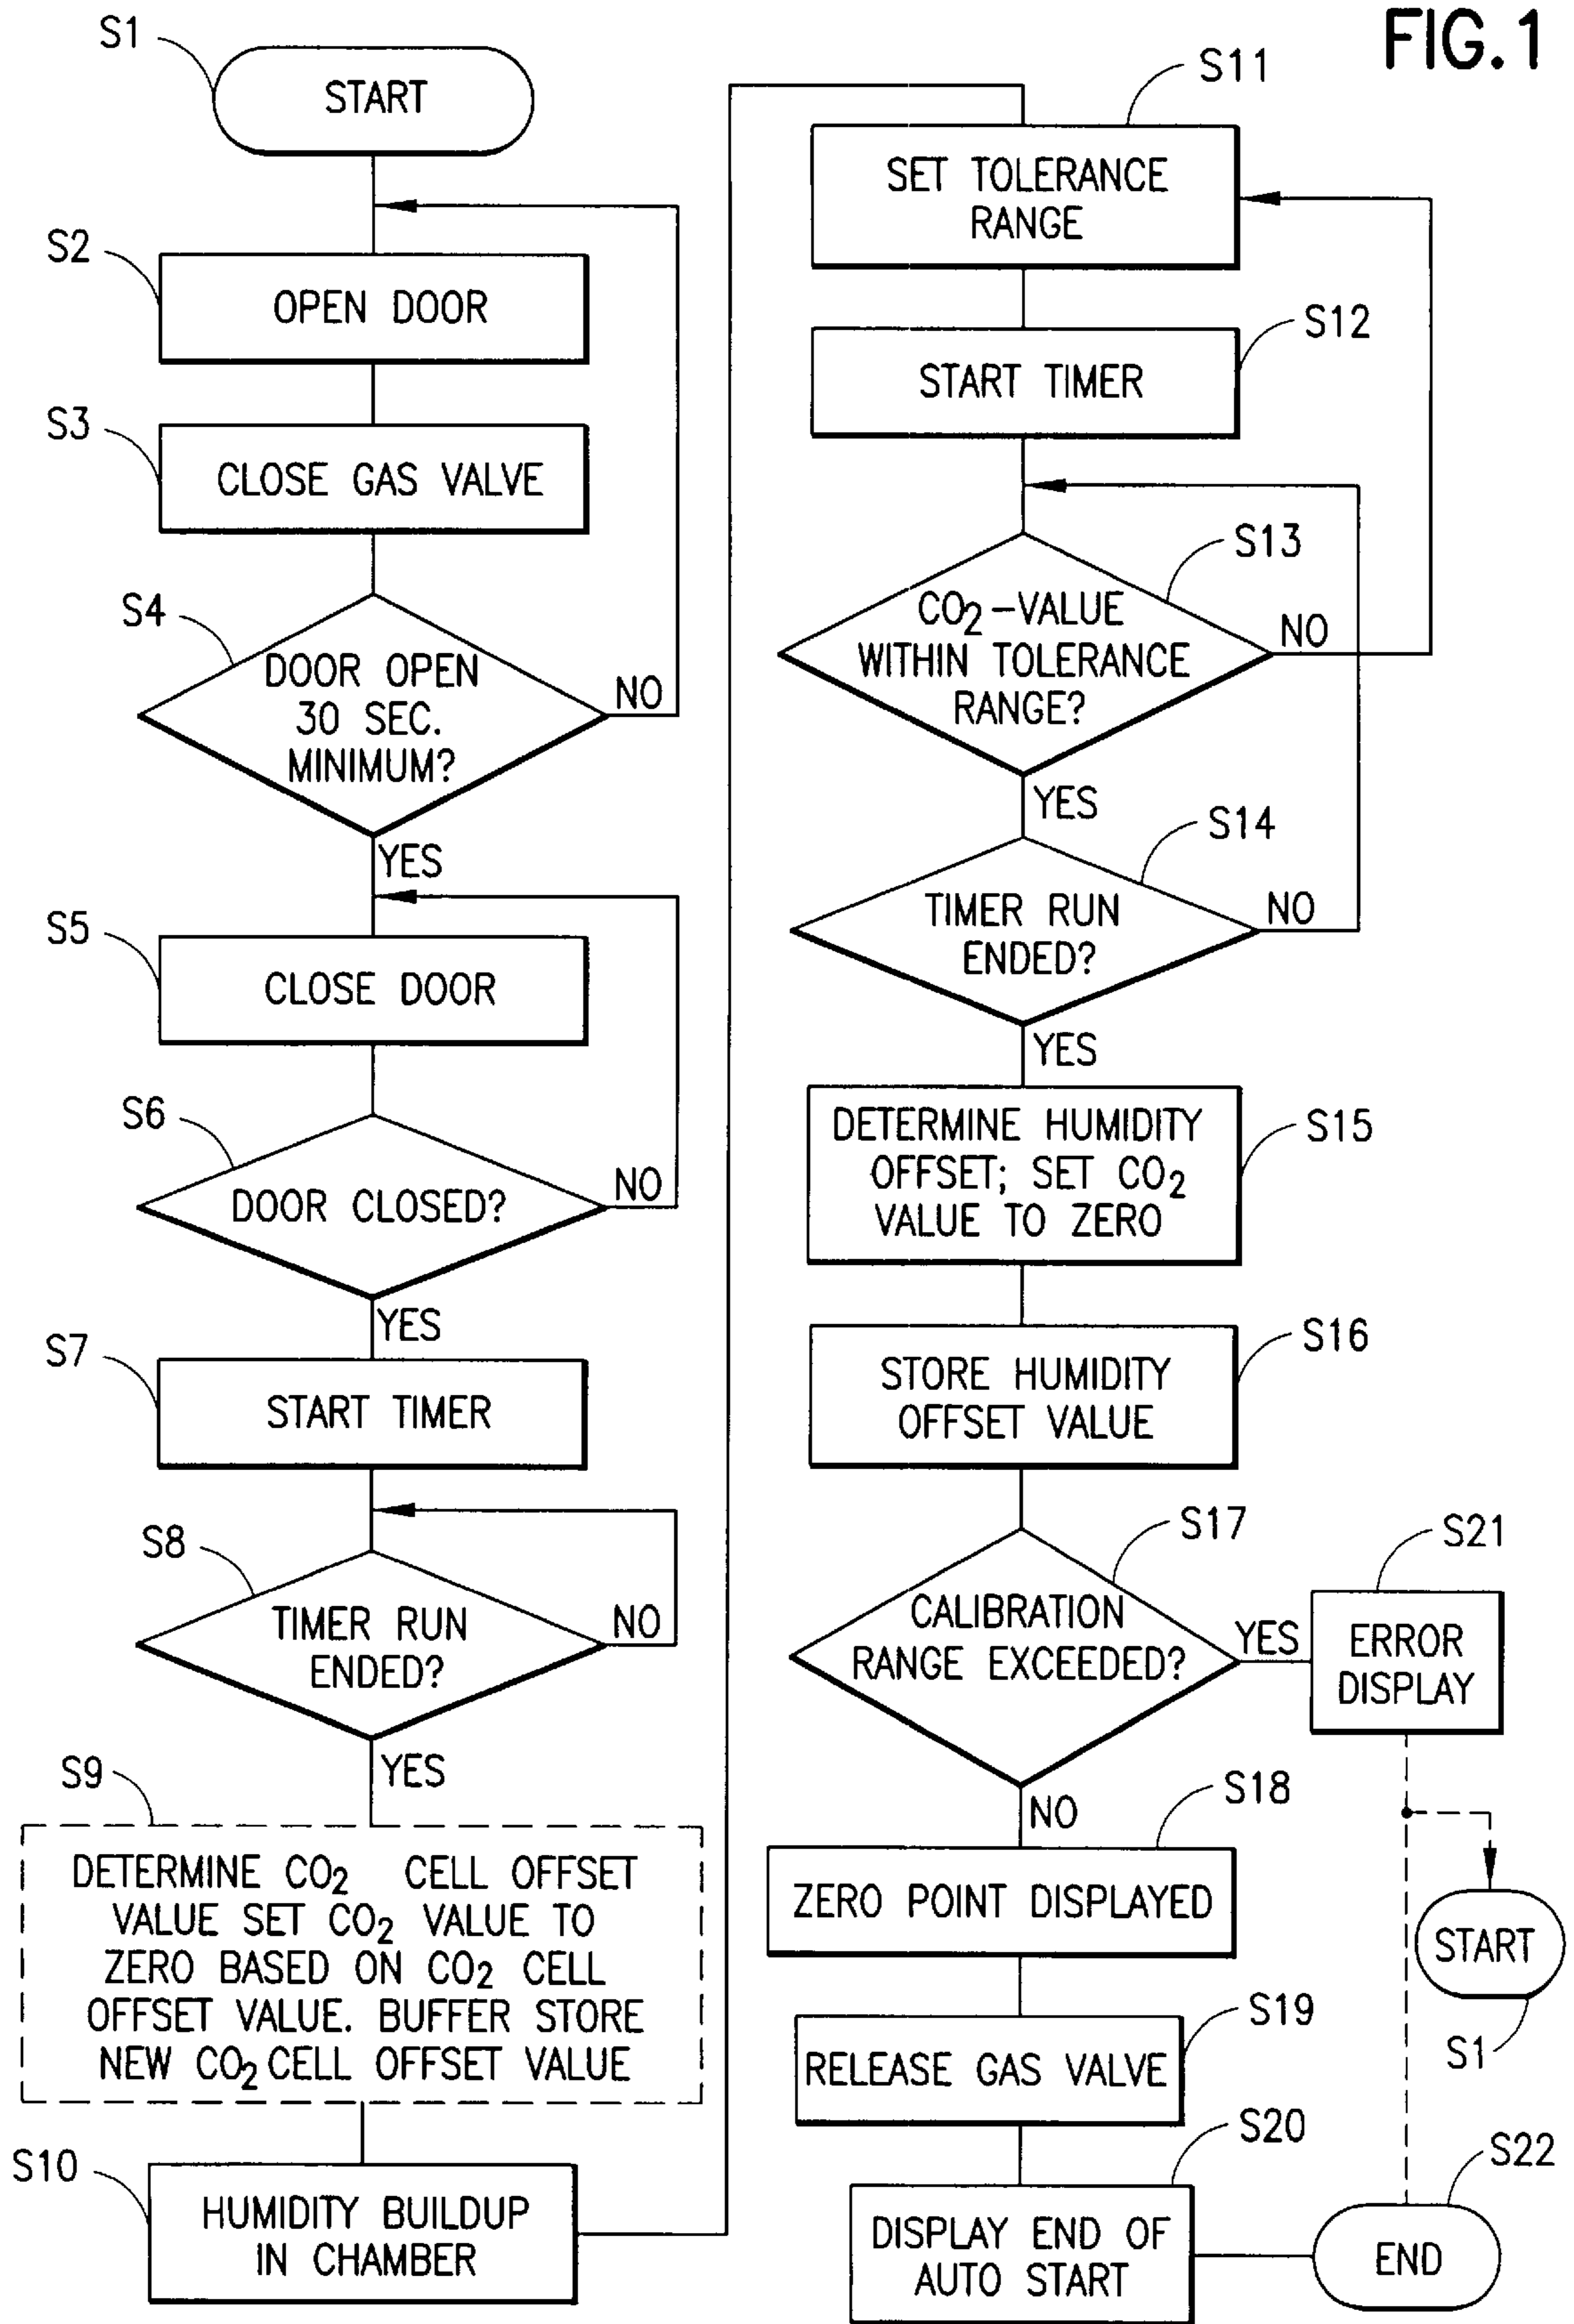 FIG.1
S1
START
S2
OPEN DOOR
S3
CLOSE GAS VALVE
S4
DOOR OPEN
30 SEC.
MINIMUM?
NO
YES
S5
CLOSE DOOR
S6
DOOR CLOSED?
NO
YES
S7
START TIMER
S8
TIMER RUN
ENDED?
NO
YES
S9
DETERMINE CO2 CELL OFFSET
VALUE SET CO2 VALUE TO
ZERO BASED ON CO2 CELL
OFFSET VALUE. BUFFER STORE
NEW CO2 CELL OFFSET VALUE
S10
HUMIDITY BUILDUP
IN CHAMBER
S11
SET TOLERANCE
RANGE
S12
START TIMER
S13
CO2-VALUE
WITHIN TOLERANCE
RANGE?
NO
YES
S14
TIMER RUN
ENDED?
NO
YES
S15
DETERMINE HUMIDITY
OFFSET; SET CO2
VALUE TO ZERO
S16
STORE HUMIDITY
OFFSET VALUE
S17
CALIBRATION
RANGE EXCEEDED?
YES
NO
S21
ERROR
DISPLAY
START
S1
S18
ZERO POINT DISPLAYED
S19
RELEASE GAS VALVE
S20
DISPLAY END OF
AUTO START
S22
END